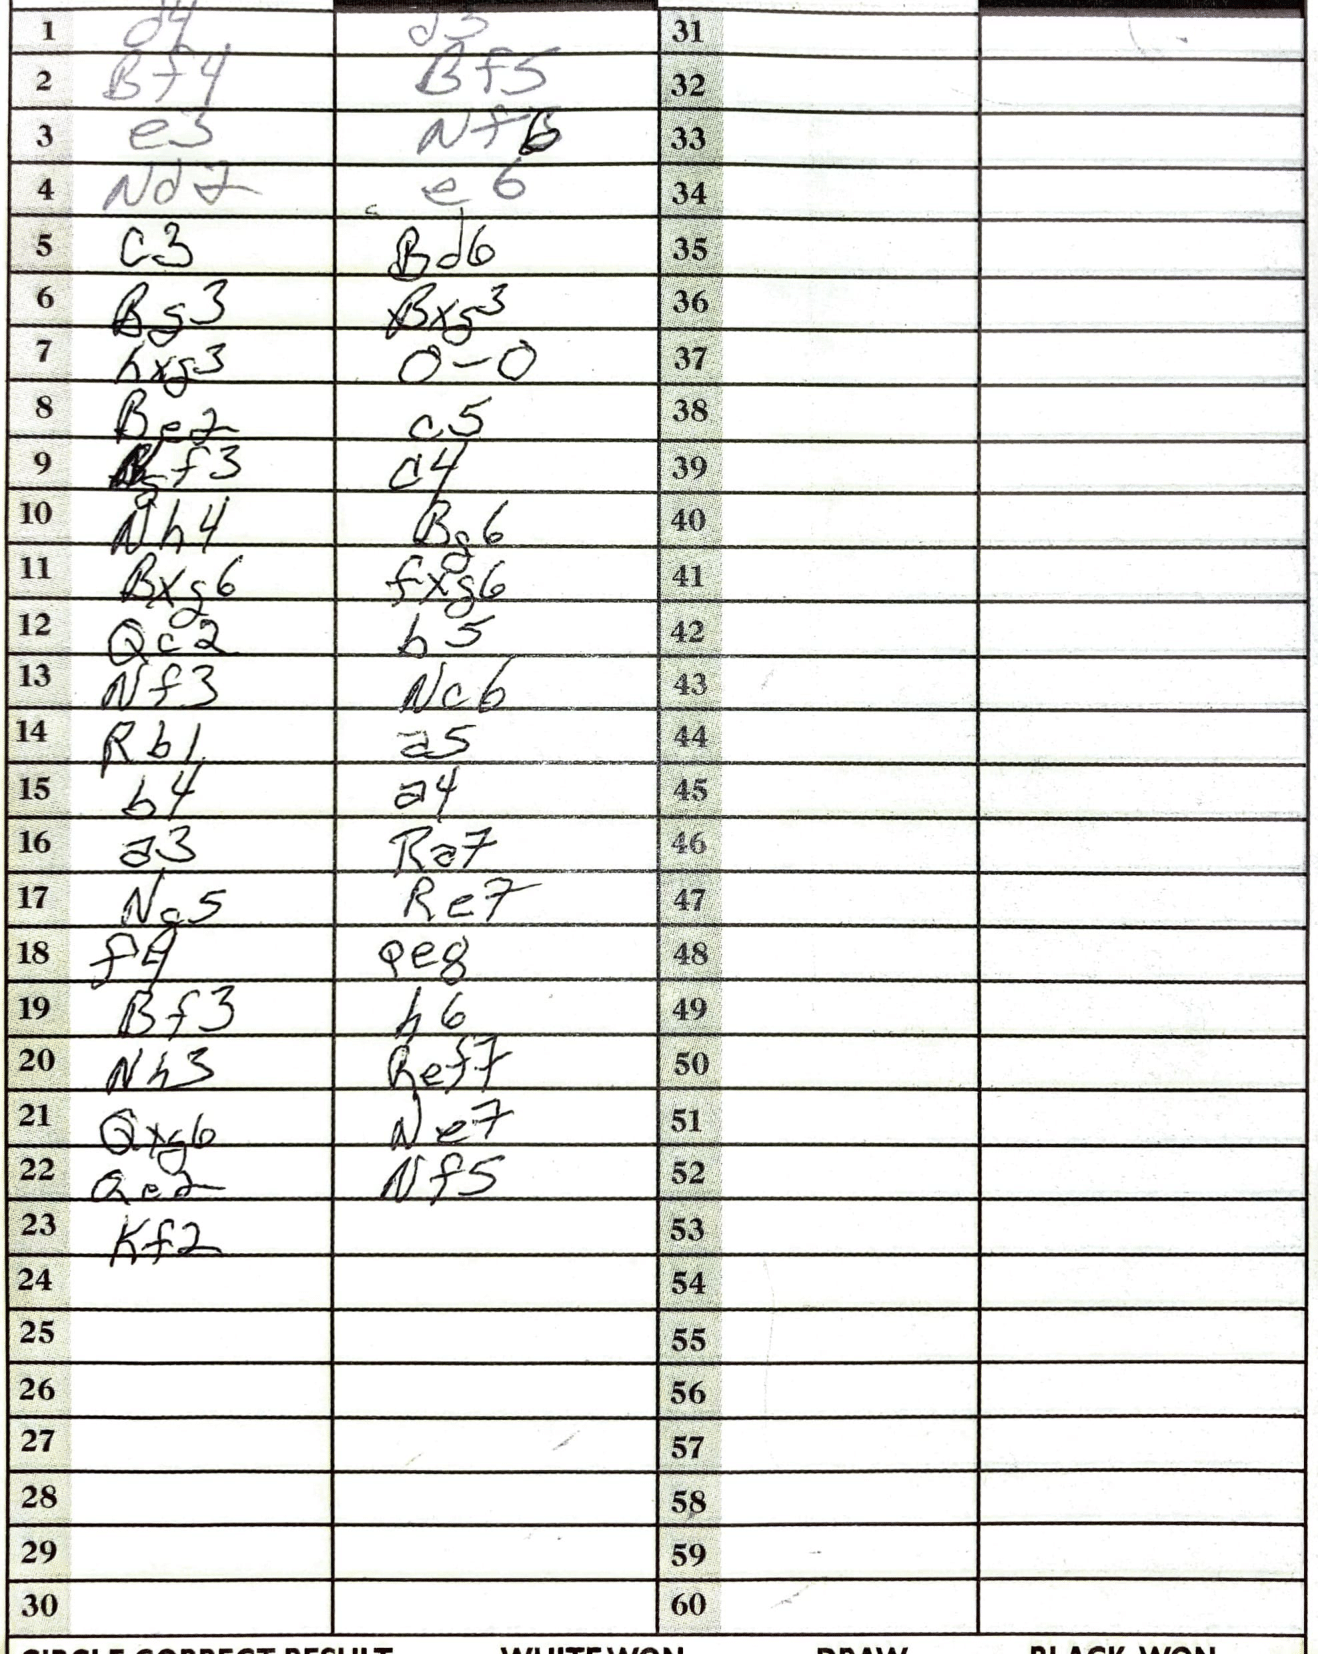 1 d4 d5 31
2 Bf4 Bf5 32
3 e3 Nf6 33
4 Nd2 e6 34
5 c3 Bd6 35
6 Bg3 Bxg3 36
7 hxg3 0-0 37
8 Be2 c5 38
9 Ngf3 c4 39
10 Nh4 Bg6 40
11 Bxg6 fxg6 41
12 Qc2 b5 42
13 Nf3 Nc6 43
14 Rb1 a5 44
15 b4 a4 45
16 a3 Ra7 46
17 Ng5 Re7 47
18 f4 Qe8 48
19 Bf3 h6 49
20 Nh3 Ref7 50
21 Qxg6 Ne7 51
22 Qc2 Nf5 52
23 Kf2 53
24 54
25 55
26 56
27 57
28 58
29 59
30 60
CIRCLE CORRECT RESULT WHITE WON DRAW BLACK WON